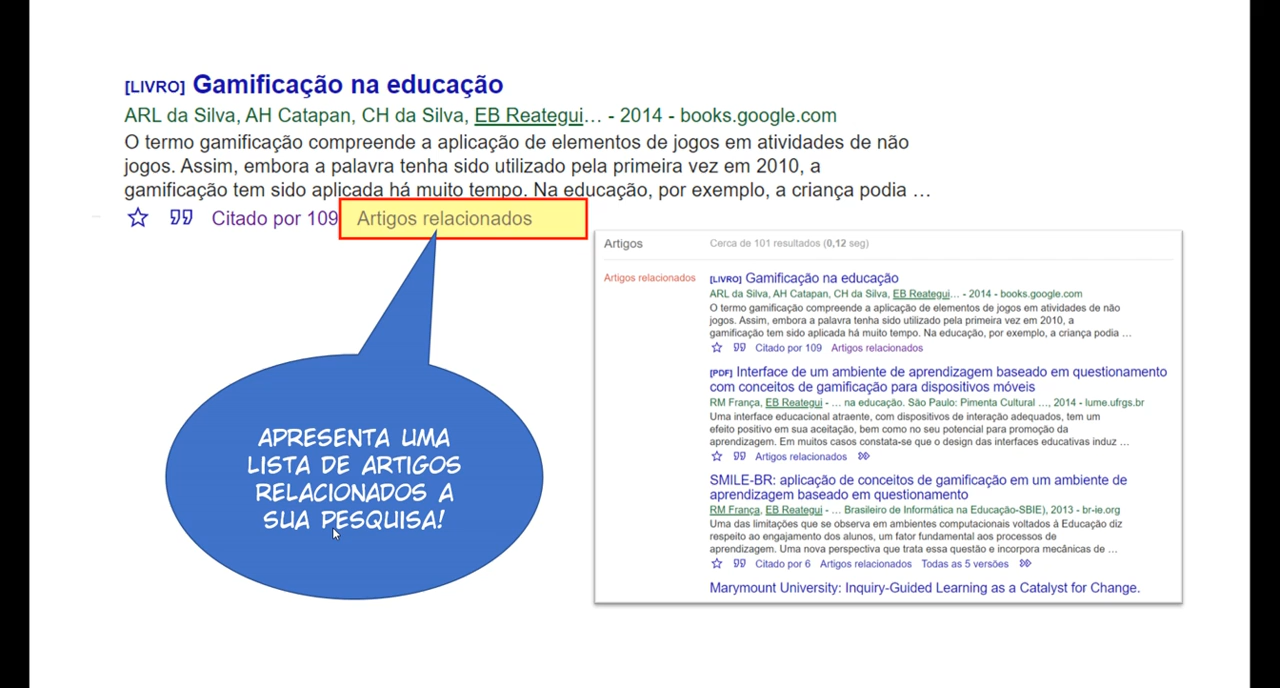 [LIVRO] Gamificação na educação
ARL da Silva, AH Catapan, CH da Silva, EB Reategui… - 2014 - books.google.com
O termo gamificação compreende a aplicação de elementos de jogos em atividades de não
jogos. Assim, embora a palavra tenha sido utilizado pela primeira vez em 2010, a
gamificação tem sido aplicada há muito tempo. Na educação, por exemplo, a criança podia …
Citado por 109 Artigos relacionados
APRESENTA UMA
LISTA DE ARTIGOS
RELACIONADOS A
SUA PESQUISA!
Artigos Cerca de 101 resultados (0,12 seg)
Artigos relacionados
[LIVRO] Gamificação na educação
ARL da Silva, AH Catapan, CH da Silva, EB Reategui… - 2014 - books.google.com
O termo gamificação compreende a aplicação de elementos de jogos em atividades de não
jogos. Assim, embora a palavra tenha sido utilizado pela primeira vez em 2010, a
gamificação tem sido aplicada há muito tempo. Na educação, por exemplo, a criança podia …
Citado por 109 Artigos relacionados
[PDF] Interface de um ambiente de aprendizagem baseado em questionamento
com conceitos de gamificação para dispositivos móveis
RM França, EB Reategui - … na educação. São Paulo: Pimenta Cultural …, 2014 - lume.ufrgs.br
Uma interface educacional atraente, com dispositivos de interação adequados, tem um
efeito positivo em sua aceitação, bem como no seu potencial para promoção da
aprendizagem. Em muitos casos constata-se que o design das interfaces educativas induz …
Artigos relacionados
SMILE-BR: aplicação de conceitos de gamificação em um ambiente de
aprendizagem baseado em questionamento
RM França, EB Reategui - … Brasileiro de Informática na Educação-SBIE), 2013 - br-ie.org
Uma das limitações que se observa em ambientes computacionais voltados à Educação diz
respeito ao engajamento dos alunos, um fator fundamental aos processos de
aprendizagem. Uma nova perspectiva que trata essa questão e incorpora mecânicas de …
Citado por 6 Artigos relacionados Todas as 5 versões
Marymount University: Inquiry-Guided Learning as a Catalyst for Change.